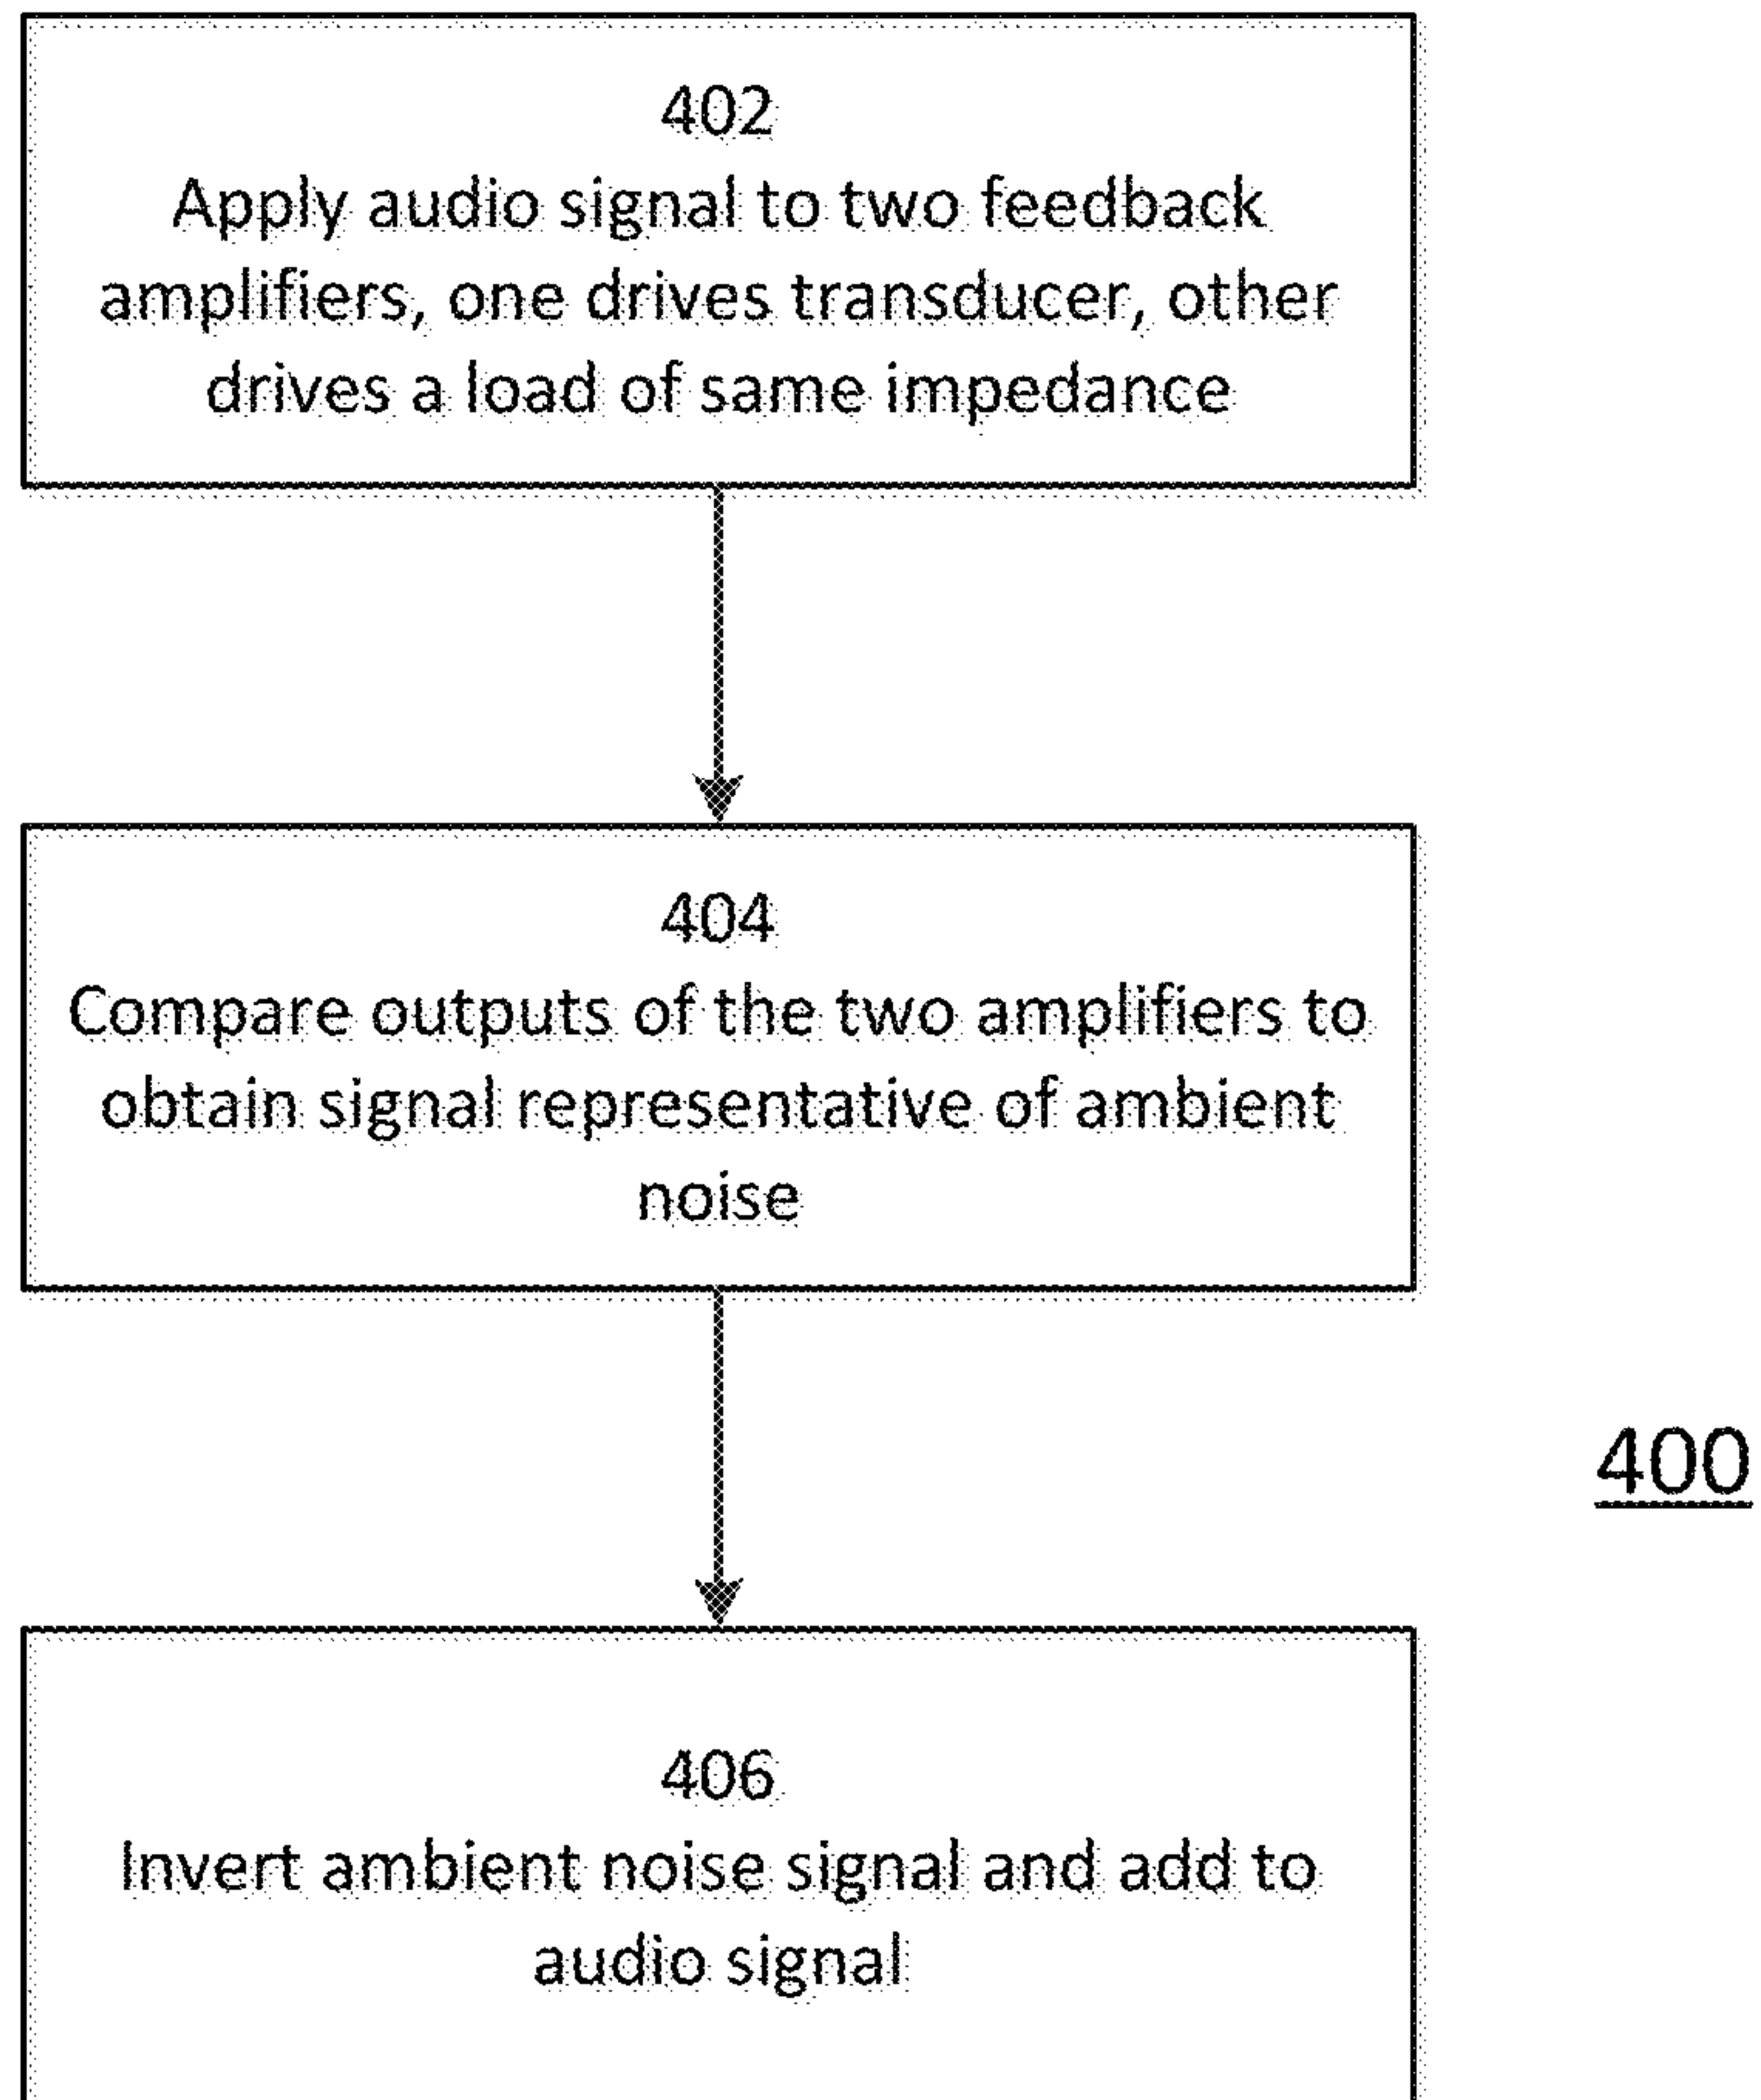 402
Apply audio signal to two feedback
amplifiers, one drives transducer, other
drives a load of same impedance
404
Compare outputs of the two amplifiers to
obtain signal representative of ambient
noise
400
406
Invert ambient noise signal and add to
audio signal